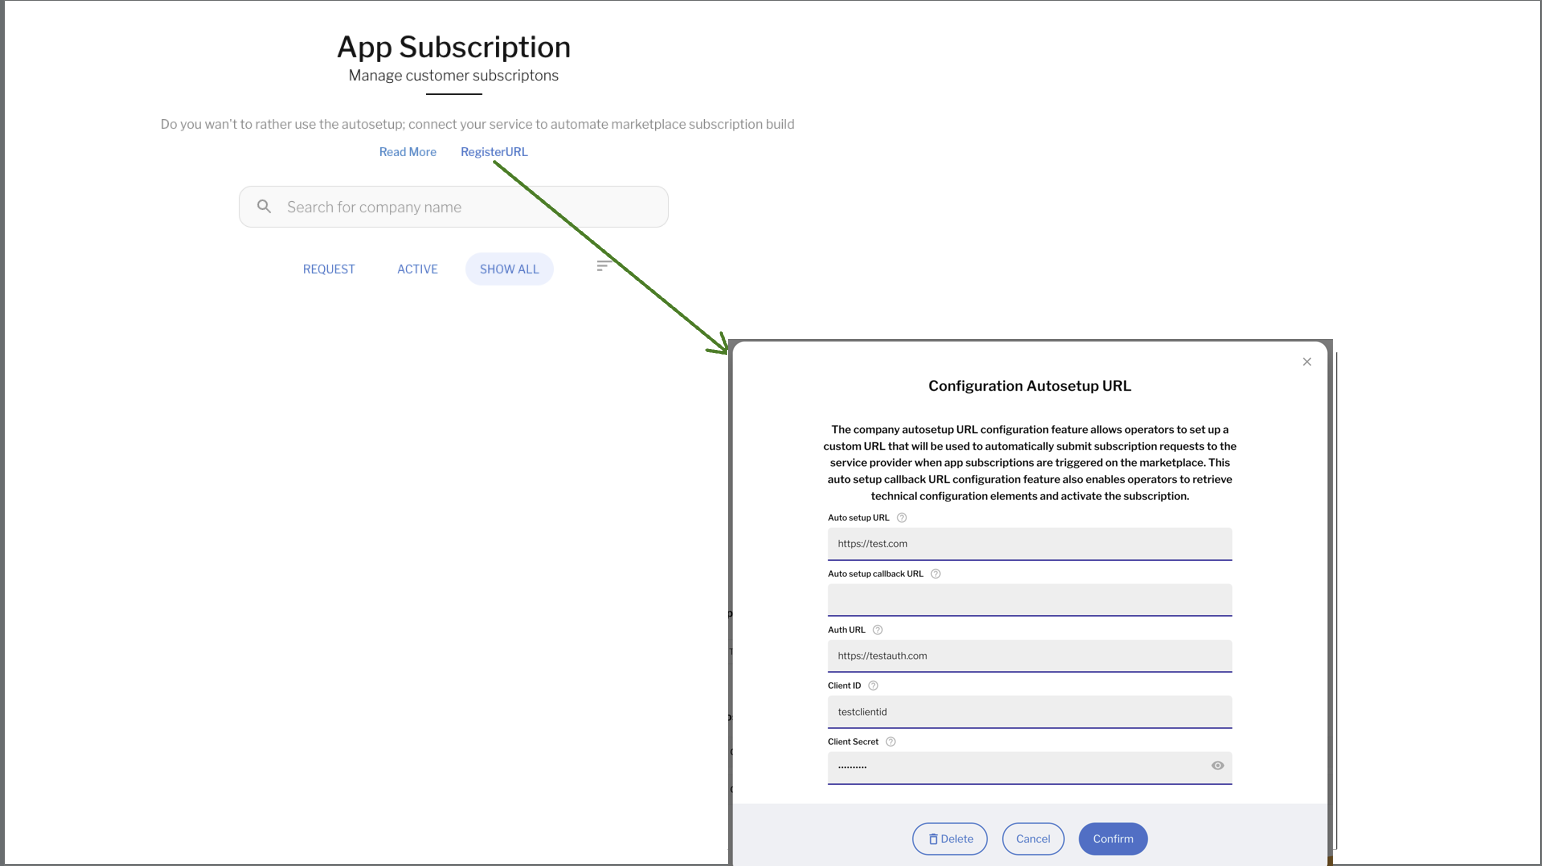 App Subscription
Manage customer subscriptons
Do you wan't to rather use the autosetup; connect your service to automate marketplace subscription build
Read More RegisterURL
Search for company name
REQUEST ACTIVE SHOW ALL
Configuration Autosetup URL
The company autosetup URL configuration feature allows operators to set up a
custom URL that will be used to automatically submit subscription requests to the
service provider when app subscriptions are triggered on the marketplace. This
auto setup callback URL configuration feature also enables operators to retrieve
technical configuration elements and activate the subscription.
Auto setup URL
https://test.com
Auto setup callback URL
Auth URL
https://testauth.com
Client ID
testclientid
Client Secret
Delete Cancel Confirm